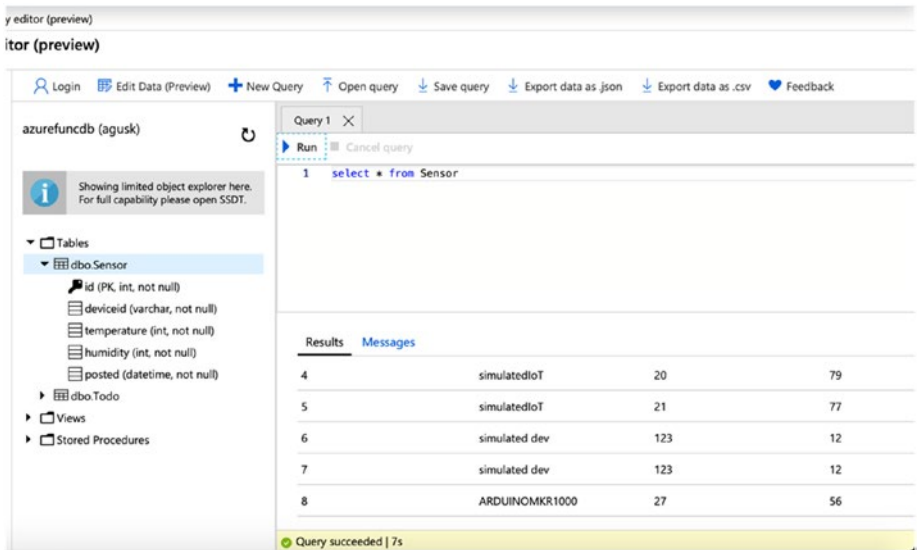 y editor (preview)
itor (preview)
Login Edit Data (Preview) New Query Open query Save query Export data as .json Export data as .csv Feedback
azurefuncdb (agusk)
Showing limited object explorer here.
For full capability please open SSDT.
Tables
dbo.Sensor
id (PK, int, not null)
deviceid (varchar, not null)
temperature (int, not null)
humidity (int, not null)
posted (datetime, not null)
dbo.Todo
Views
Stored Procedures
Query 1
Run Cancel query
1 select * from Sensor
Results Messages
4 simulatedIoT 20 79
5 simulatedIoT 21 77
6 simulated dev 123 12
7 simulated dev 123 12
8 ARDUINOMKR1000 27 56
Query succeeded | 7s